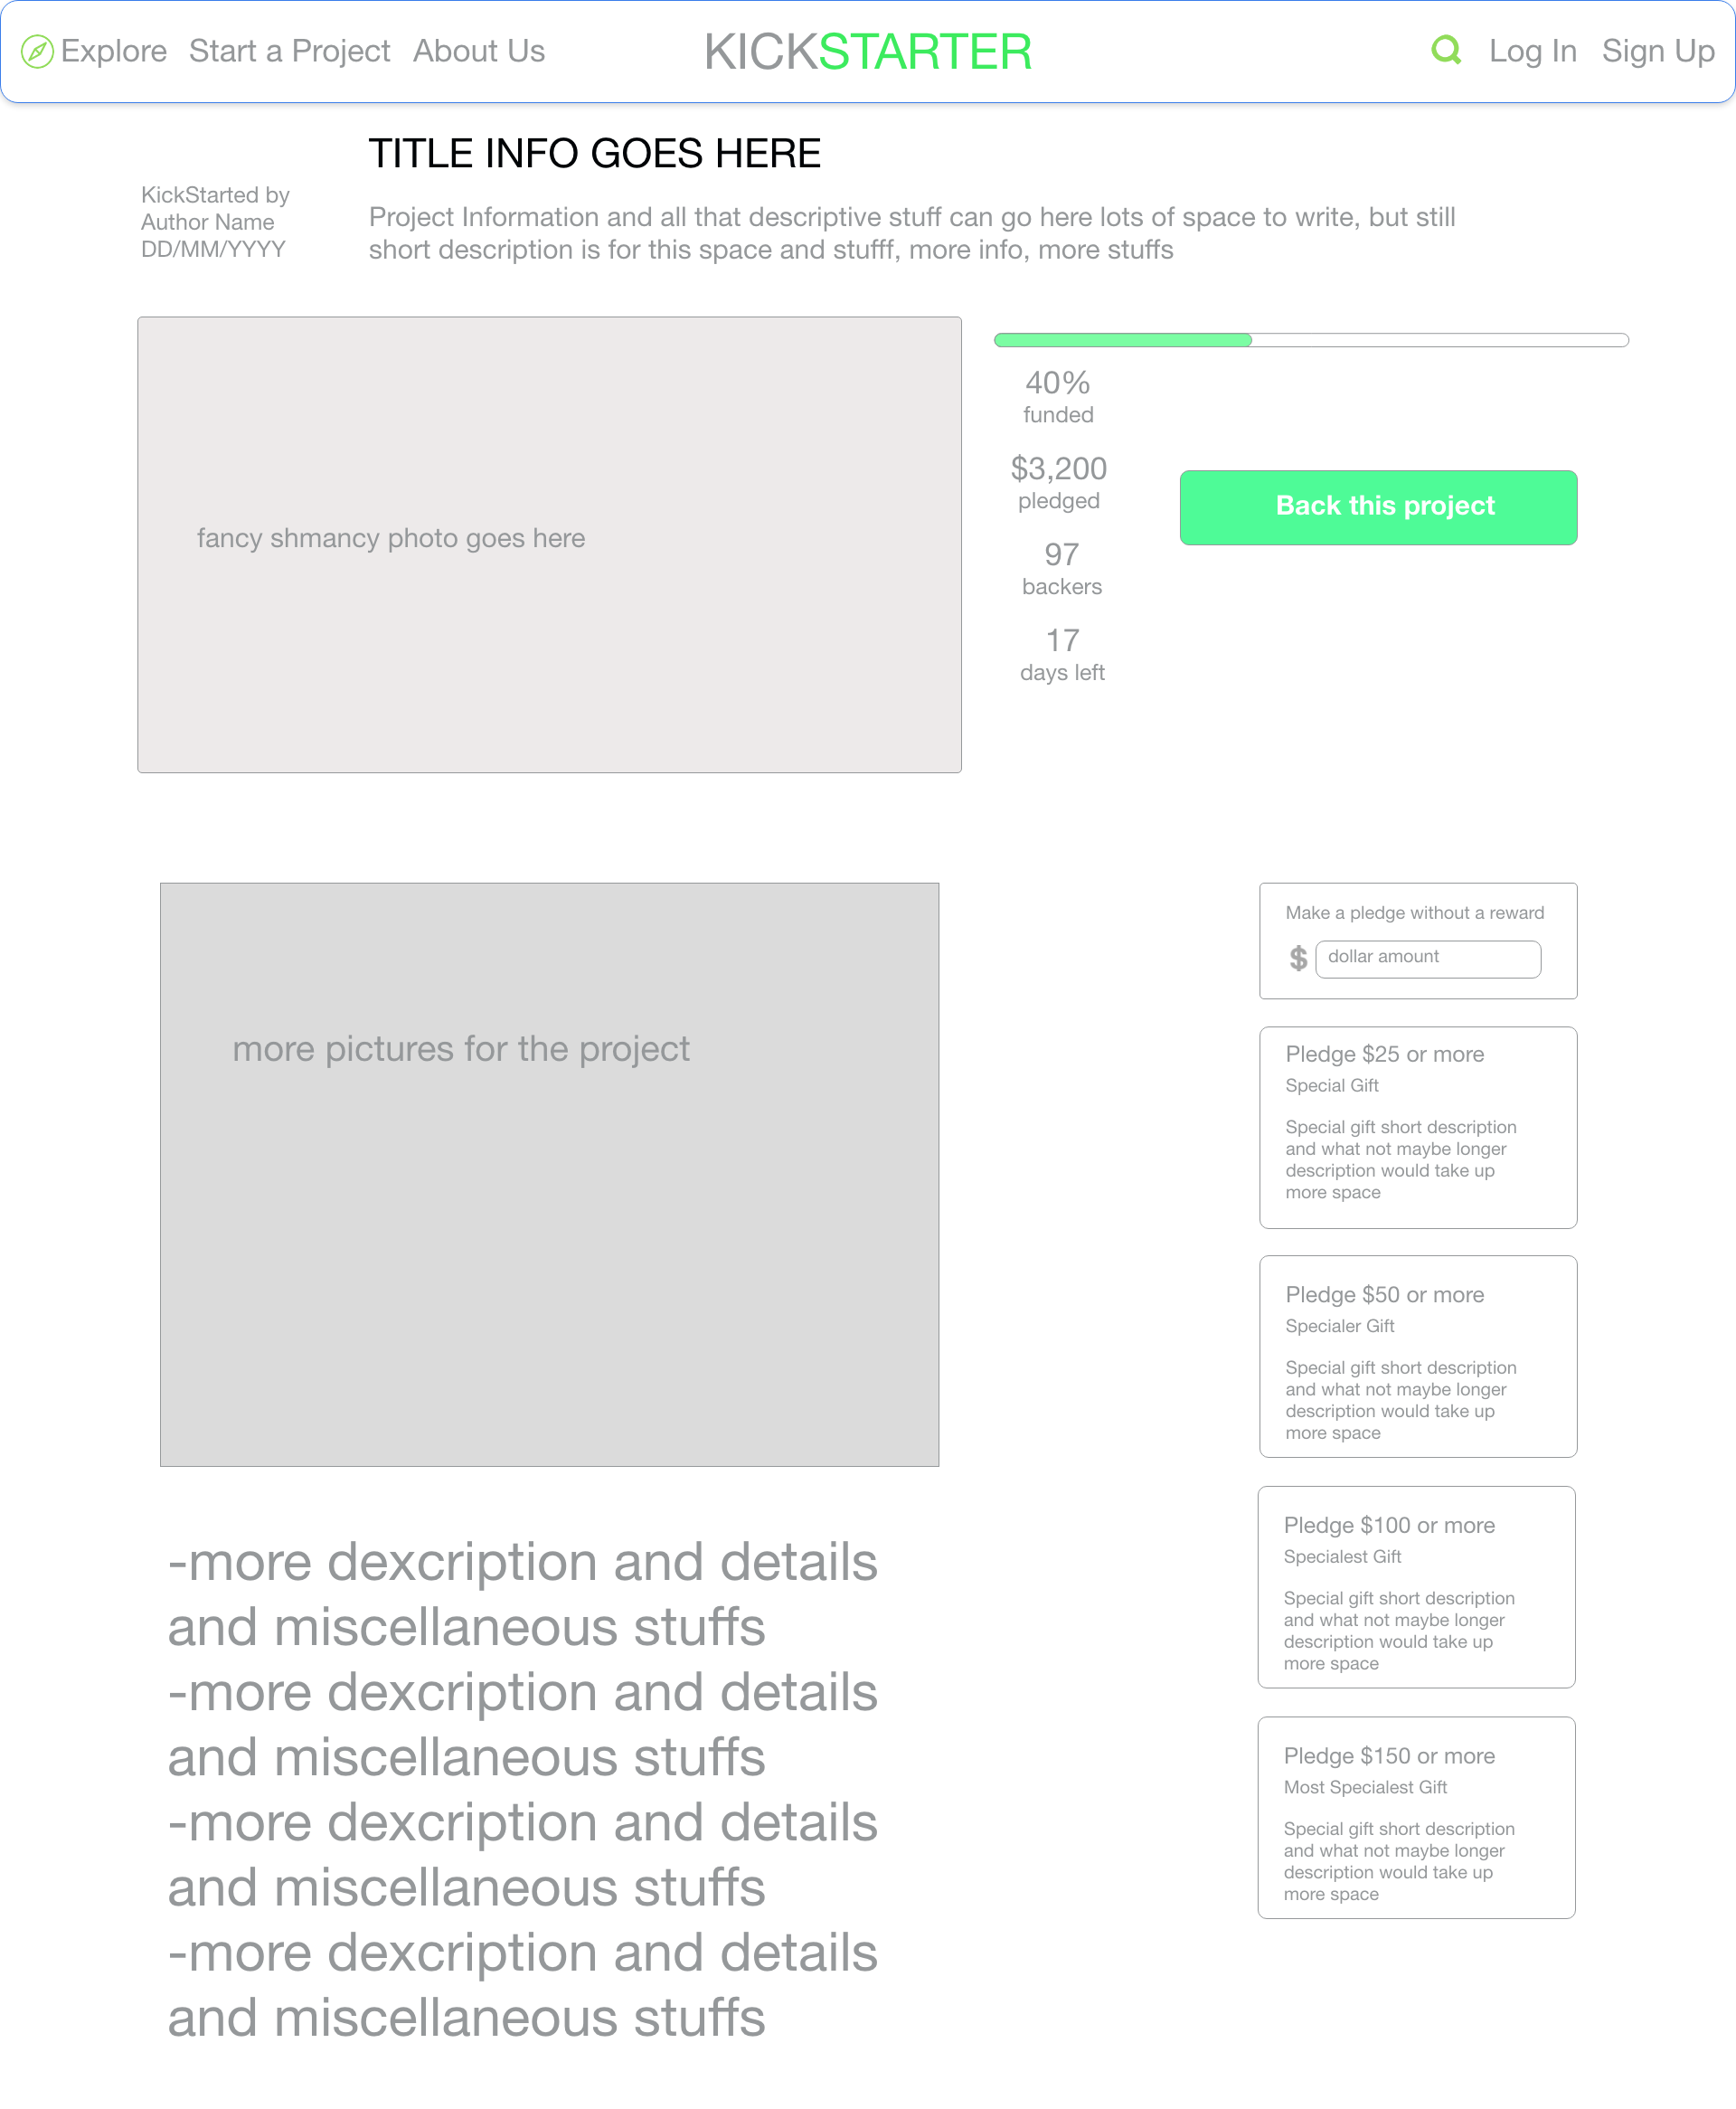 Explore Start a Project About Us KICKSTARTER Log In Sign Up
TITLE INFO GOES HERE
KickStarted by
Author Name
DD/MM/YYYY
Project Information and all that descriptive stuff can go here lots of space to write, but still
short description is for this space and stufff, more info, more stuffs
fancy shmancy photo goes here
40%
funded
$3,200
pledged
97
backers
17
days left
Back this project
more pictures for the project
-more dexcription and details
and miscellaneous stuffs
-more dexcription and details
and miscellaneous stuffs
-more dexcription and details
and miscellaneous stuffs
-more dexcription and details
and miscellaneous stuffs
Make a pledge without a reward
$ dollar amount
Pledge $25 or more
Special Gift
Special gift short description
and what not maybe longer
description would take up
more space
Pledge $50 or more
Specialer Gift
Special gift short description
and what not maybe longer
description would take up
more space
Pledge $100 or more
Specialest Gift
Special gift short description
and what not maybe longer
description would take up
more space
Pledge $150 or more
Most Specialest Gift
Special gift short description
and what not maybe longer
description would take up
more space